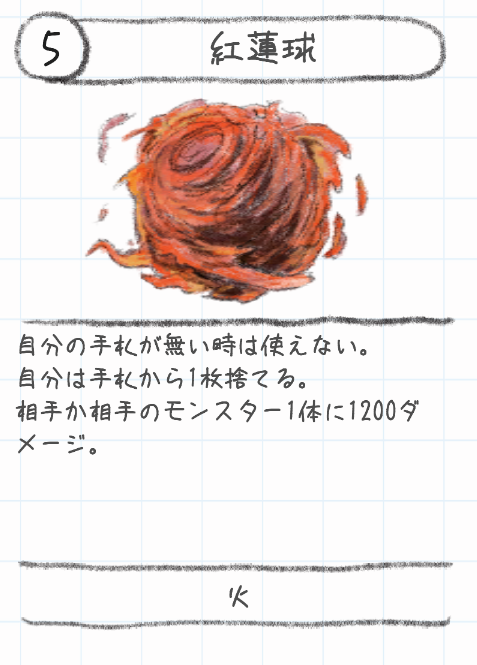 5
紅蓮球
自分の手札が無い時は使えない。
自分は手札から1枚捨てる。
相手か相手のモンスター1体に1200ダ
メージ。
火